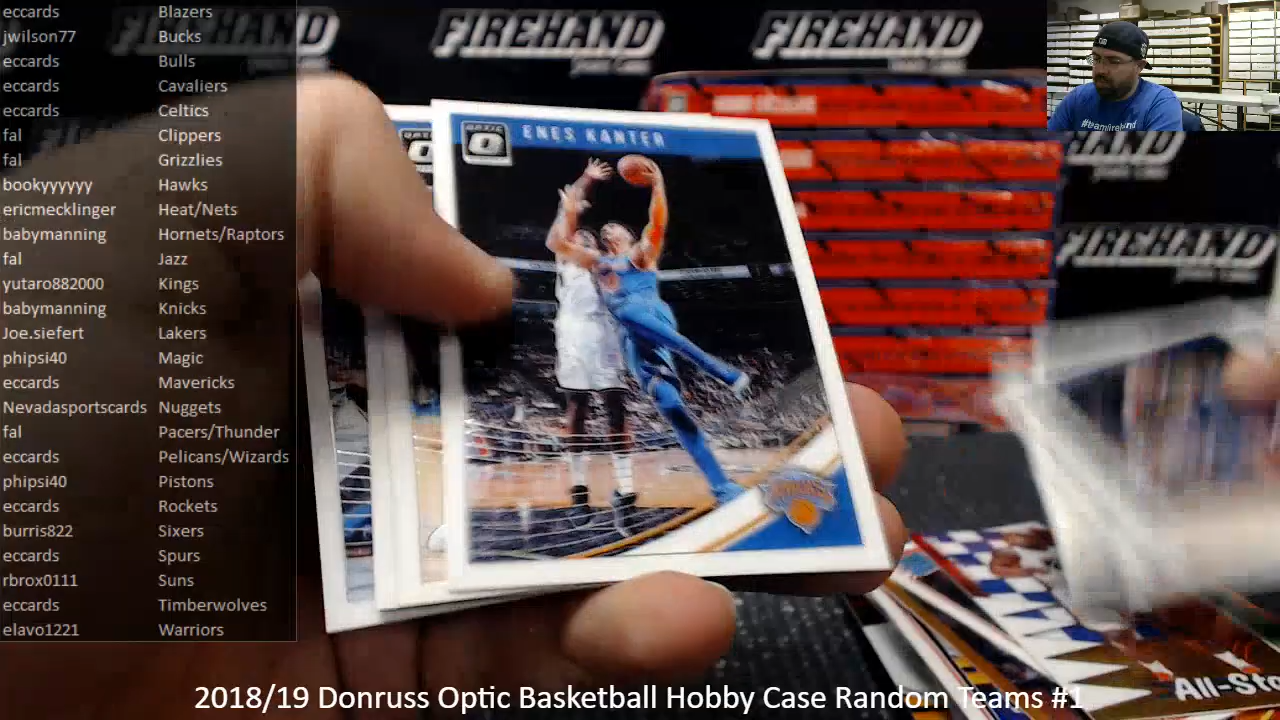 eccards Blazers
jwilson77 Bucks
eccards Bulls
eccards Cavaliers
eccards Celtics
fal Clippers
fal Grizzlies
bookyyyyyy Hawks
ericmecklinger Heat/Nets
babymanning Hornets/Raptors
fal Jazz
yutaro882000 Kings
babymanning Knicks
Joe.siefert Lakers
phipsi40 Magic
eccards Mavericks
Nevadasportscards Nuggets
fal Pacers/Thunder
eccards Pelicans/Wizards
phipsi40 Pistons
eccards Rockets
burris822 Sixers
eccards Spurs
rbrox0111 Suns
eccards Timberwolves
elavo1221 Warriors
FIREHAND
FIREHAND
FIREHAND
FIREHAND
#teamfirehand
OPTIC
ENES KANTER
KNICKS
All-Sta
2018/19 Donruss Optic Basketball Hobby Case Random Teams #1